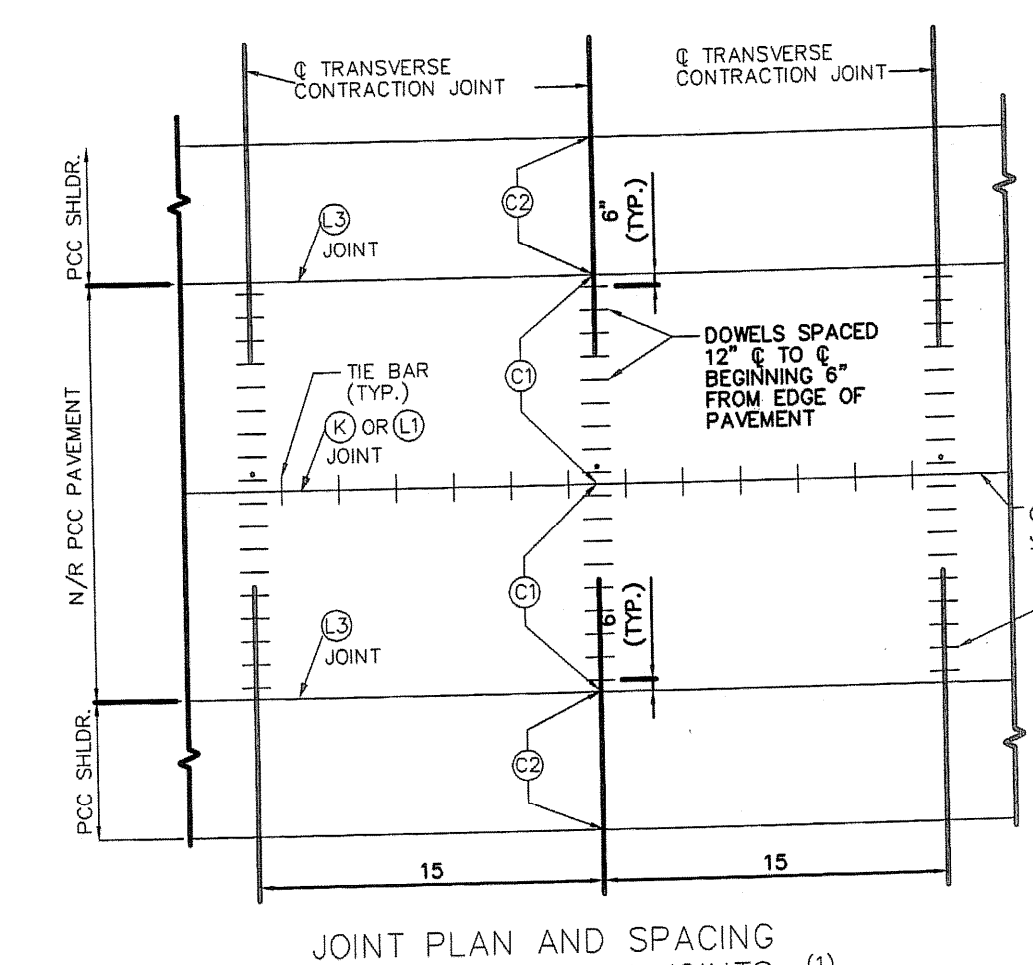 ℄ TRANSVERSE
CONTRACTION JOINT
℄ TRANSVERSE
CONTRACTION JOINT
PCC SHLDR.
C2
6"
(TYP.)
L3
JOINT
DOWELS SPACED
12" ℄ TO ℄
BEGINNING 6"
FROM EDGE OF
PAVEMENT
TIE BAR
(TYP.)
C1
K OR L1
JOINT
N/R PCC PAVEMENT
C1
6'
(TYP.)
L3
JOINT
PCC SHLDR.
C2
15
15
JOINT PLAN AND SPACING
(1)